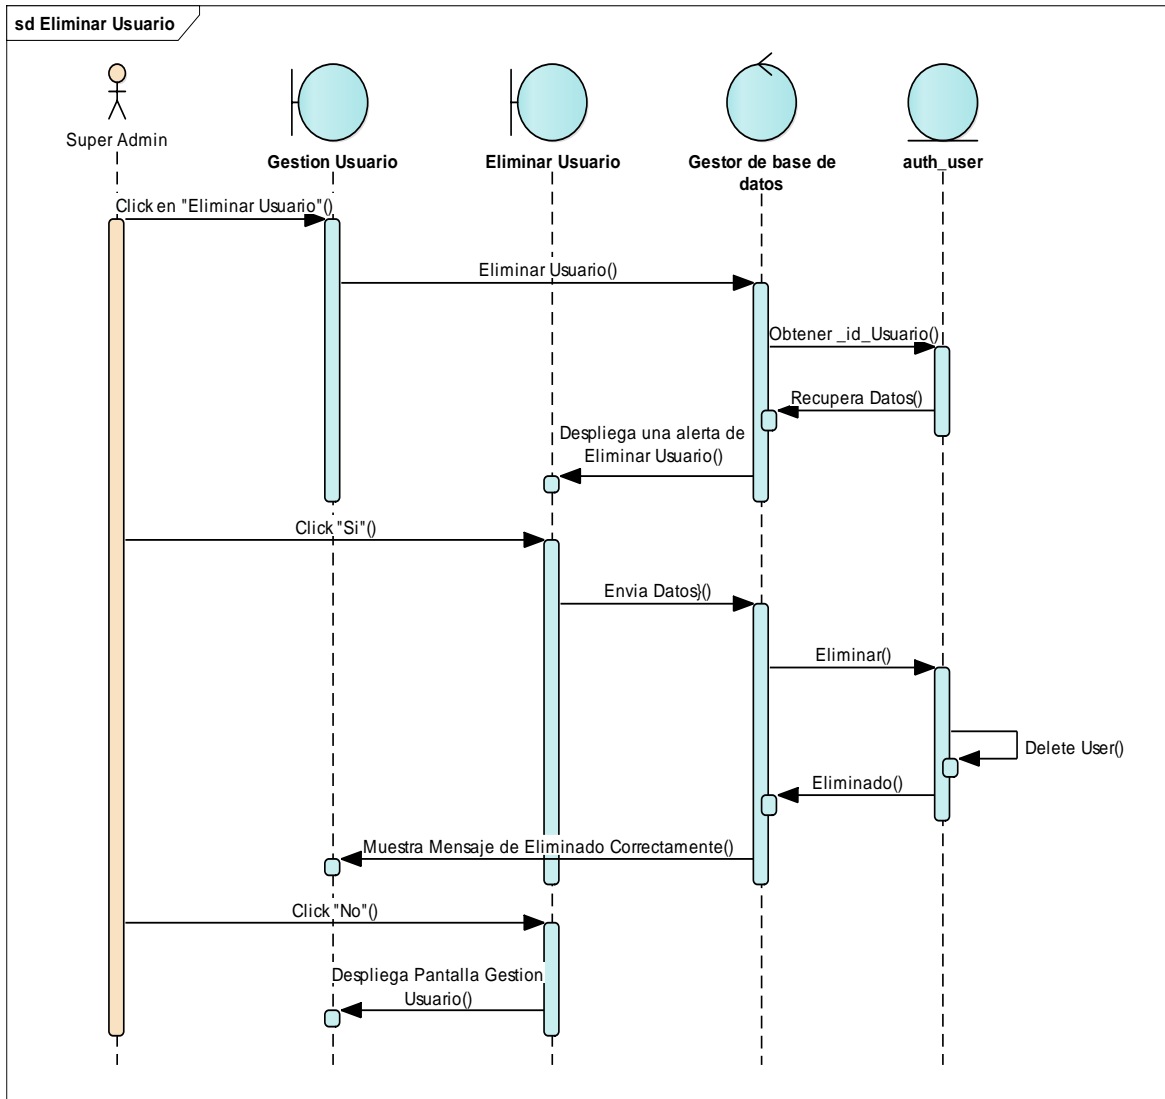 sd Eliminar Usuario
Super Admin
Gestion Usuario
Eliminar Usuario
Gestor de base de
datos
auth_user
Click en "Eliminar Usuario"()
Eliminar Usuario()
Obtener _id_Usuario()
Recupera Datos()
Despliega una alerta de
Eliminar Usuario()
Click "Si"()
Envia Datos}()
Eliminar()
Delete User()
Eliminado()
Muestra Mensaje de Eliminado Correctamente()
Click "No"()
Despliega Pantalla Gestion
Usuario()